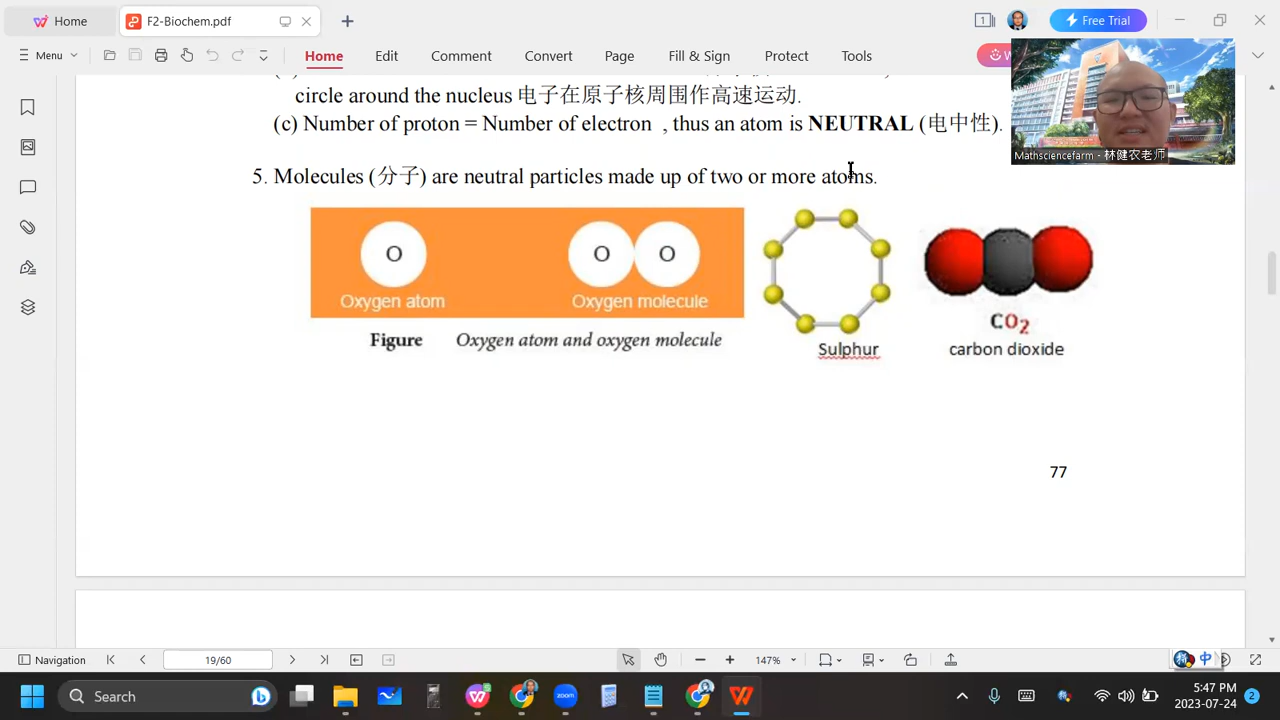 Home
F2-Biochem.pdf
1
Free Trial
Menu
Home
Edit
Comment
Convert
Page
Fill & Sign
Protect
Tools
circle around the nucleus 电子在原子核周围作高速运动.
(c) Number of proton = Number of electron , thus an atom is NEUTRAL (电中性).
Mathsciencefarm - 林健农老师
5. Molecules (分子) are neutral particles made up of two or more atoms.
O
O O
Oxygen atom
Oxygen molecule
CO2
Figure Oxygen atom and oxygen molecule
Sulphur
carbon dioxide
77
Navigation
19/60
147%
中
Search
5:47 PM
2023-07-24
2